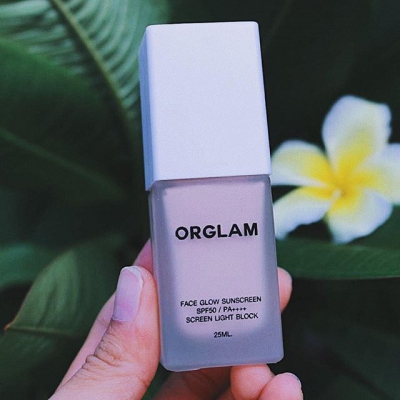 ORGLAM
FACE GLOW SUNSCREEN
SPF50 / PA++++
SCREEN LIGHT BLOCK
25ML.